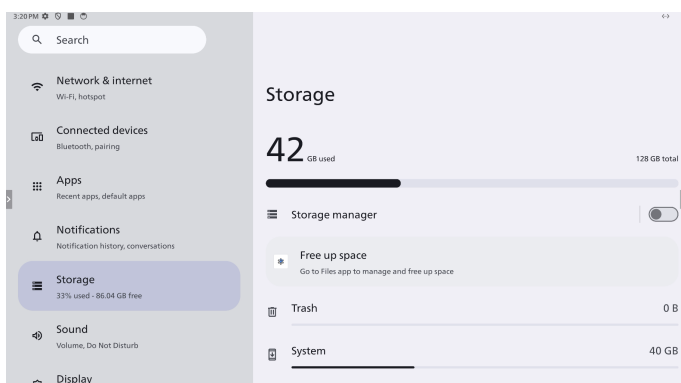 3:20 PM
Search
Network & internet
Wi-Fi, hotspot
Connected devices
Bluetooth, pairing
Apps
Recent apps, default apps
Notifications
Notification history, conversations
Storage
33% used - 86.04 GB free
Sound
Volume, Do Not Disturb
Display
Storage
42 GB used
128 GB total
Storage manager
Free up space
Go to Files app to manage and free up space
Trash
0 B
System
40 GB